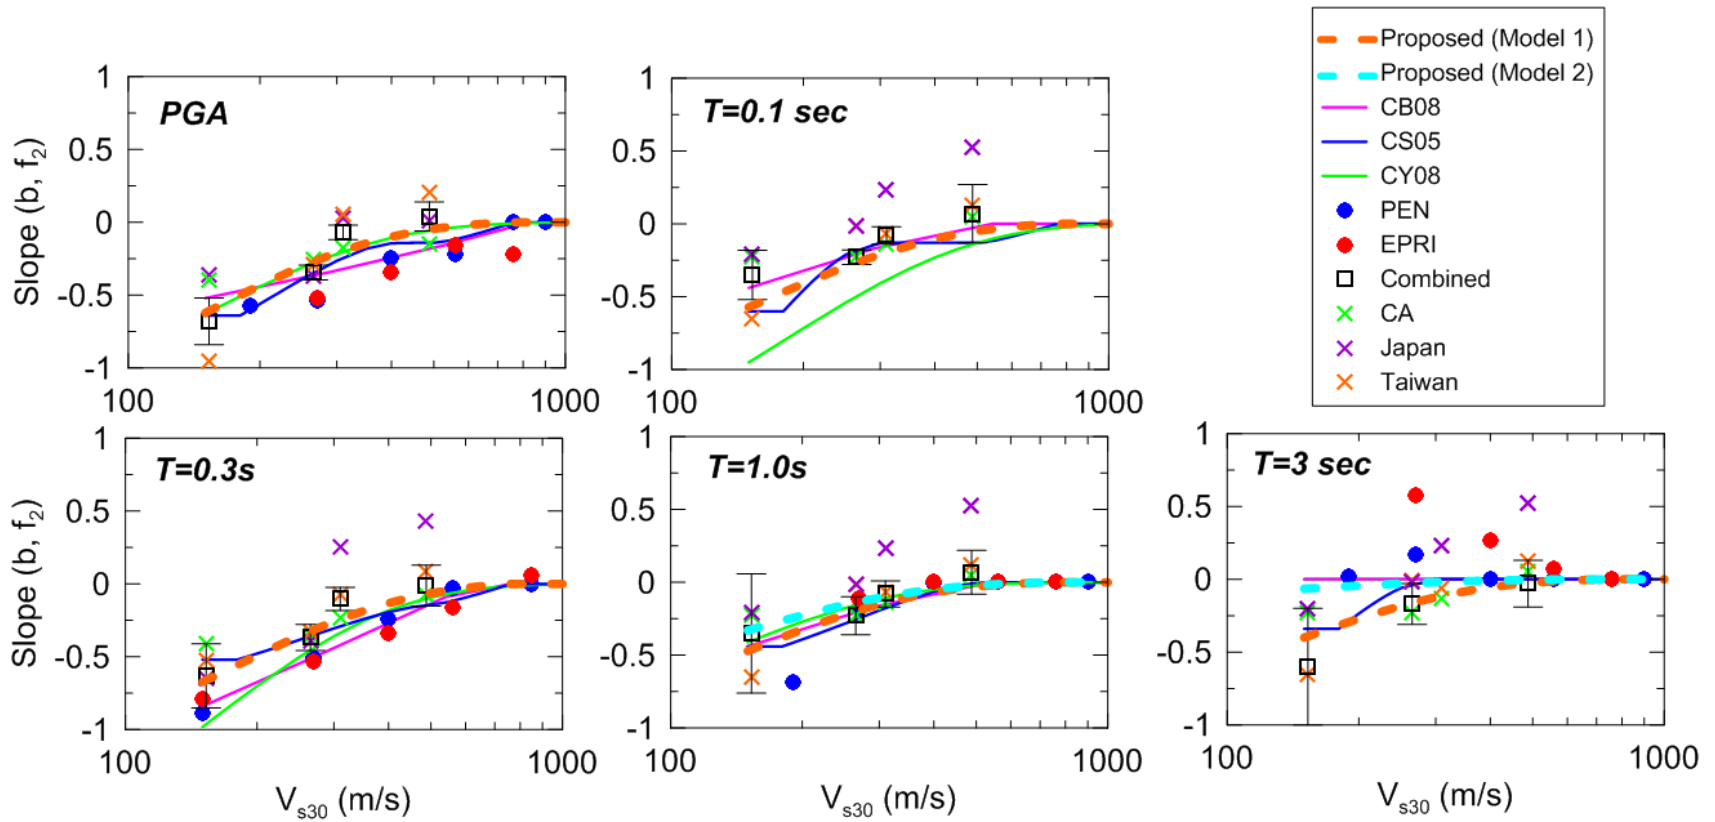 Proposed (Model 1)
Proposed (Model 2)
CB08
CS05
CY08
PEN
EPRI
Combined
CA
Japan
Taiwan
PGA
1
0.5
0
-0.5
-1
Slope (b, f2)
100
1000
T=0.1 sec
1
0.5
0
-0.5
-1
100
1000
T=0.3s
1
0.5
0
-0.5
-1
Slope (b, f2)
100
1000
Vs30 (m/s)
T=1.0s
1
0.5
0
-0.5
-1
100
1000
Vs30 (m/s)
T=3 sec
1
0.5
0
-0.5
-1
100
1000
Vs30 (m/s)